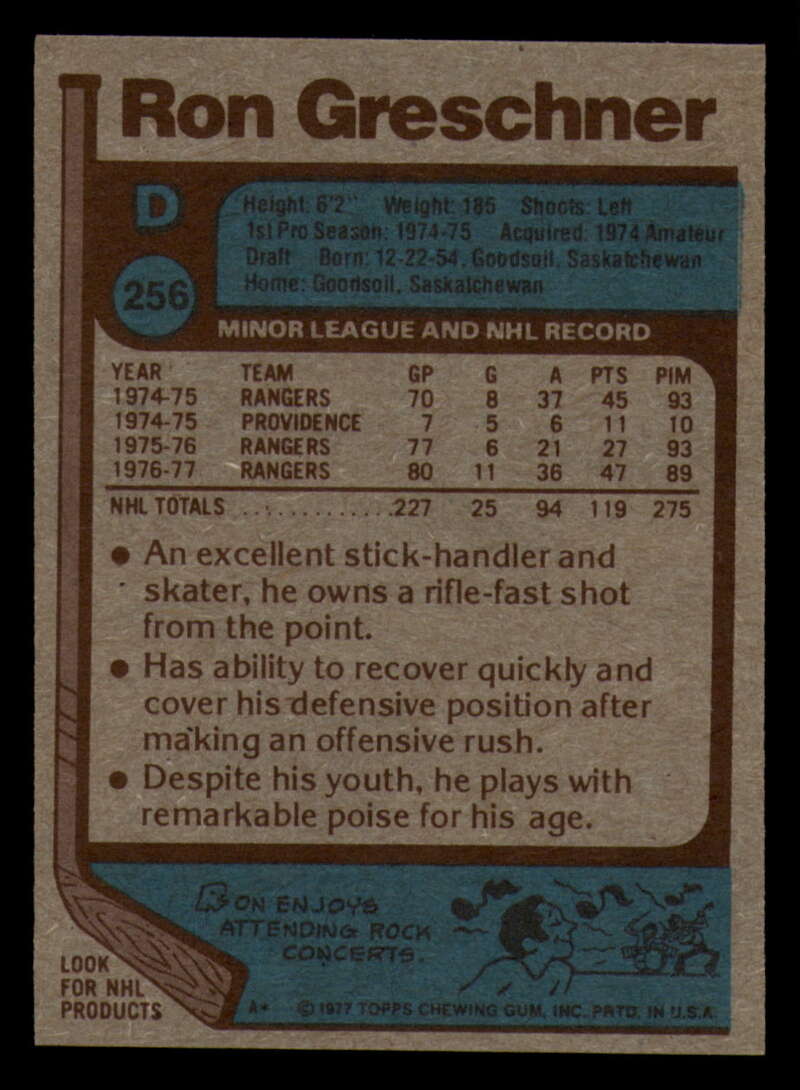 Ron Greschner
D
256
Height: 6'2" Weight: 185 Shoots: Left
1st Pro Season: 1974-75 Acquired: 1974 Amateur
Draft Born: 12-22-54, Goodsoil, Saskatchewan
Home: Goodsoil, Saskatchewan
MINOR LEAGUE AND NHL RECORD
YEAR TEAM GP G A PTS PIM
1974-75 RANGERS 70 8 37 45 93
1974-75 PROVIDENCE 7 5 6 11 10
1975-76 RANGERS 77 6 21 27 93
1976-77 RANGERS 80 11 36 47 89
NHL TOTALS .............227 25 94 119 275
• An excellent stick-handler and
skater, he owns a rifle-fast shot
from the point.
• Has ability to recover quickly and
cover his defensive position after
making an offensive rush.
• Despite his youth, he plays with
remarkable poise for his age.
RON ENJOYS
ATTENDING ROCK
CONCERTS.
LOOK
FOR NHL
PRODUCTS
A* © 1977 TOPPS CHEWING GUM, INC. PRTD. IN U.S.A.